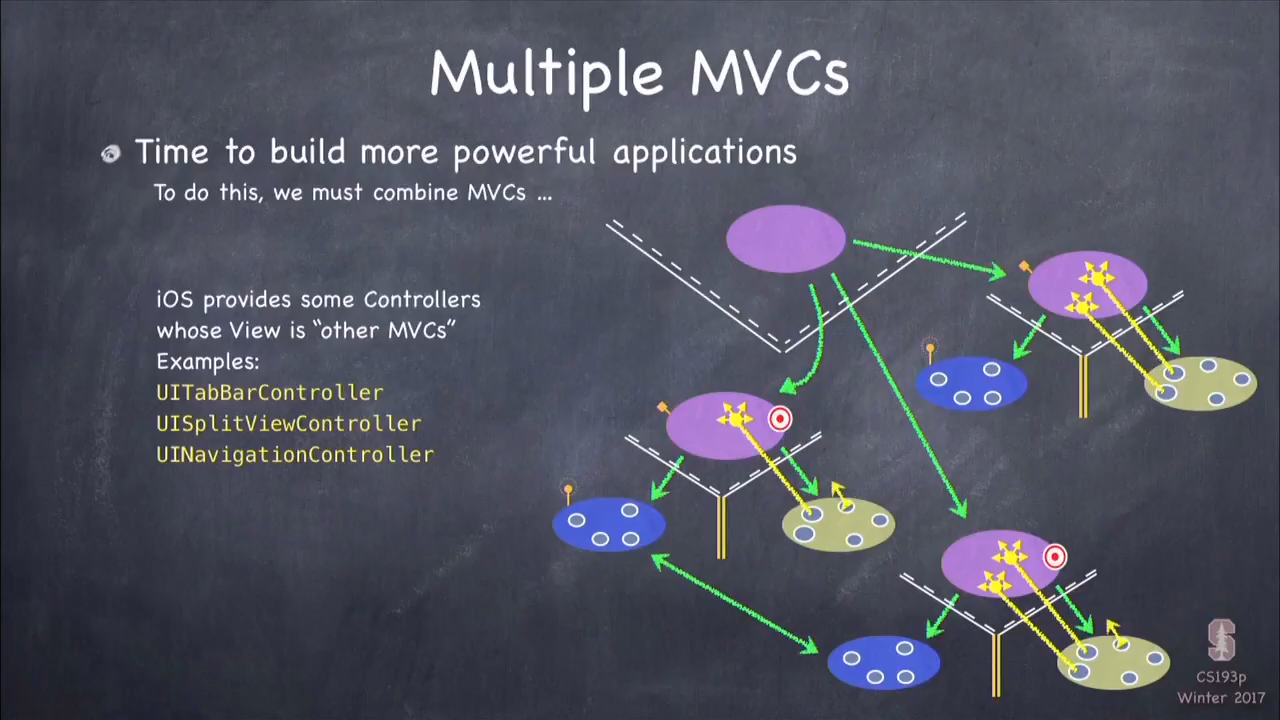 Multiple MVCs
Time to build more powerful applications
To do this, we must combine MVCs ...
iOS provides some Controllers
whose View is “other MVCs”
Examples:
UITabBarController
UISplitViewController
UINavigationController
S
CS193p
Winter 2017